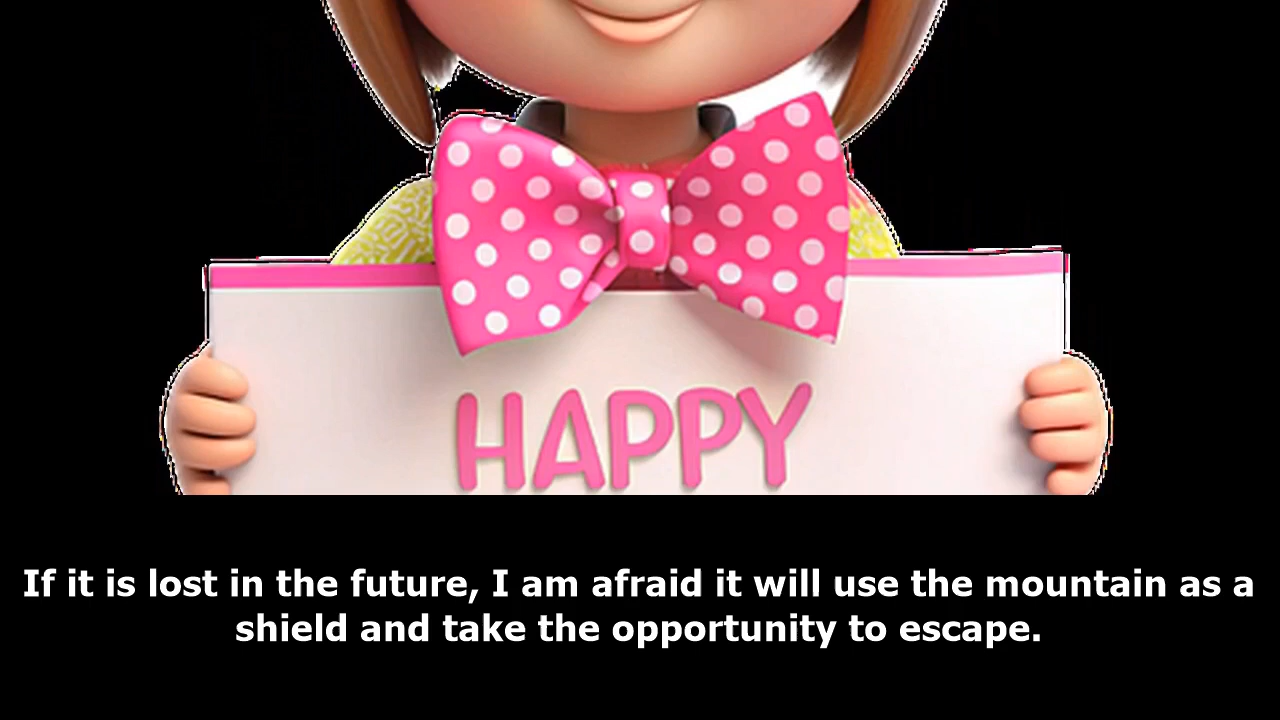 HAPPY
If it is lost in the future, I am afraid it will use the mountain as a
shield and take the opportunity to escape.